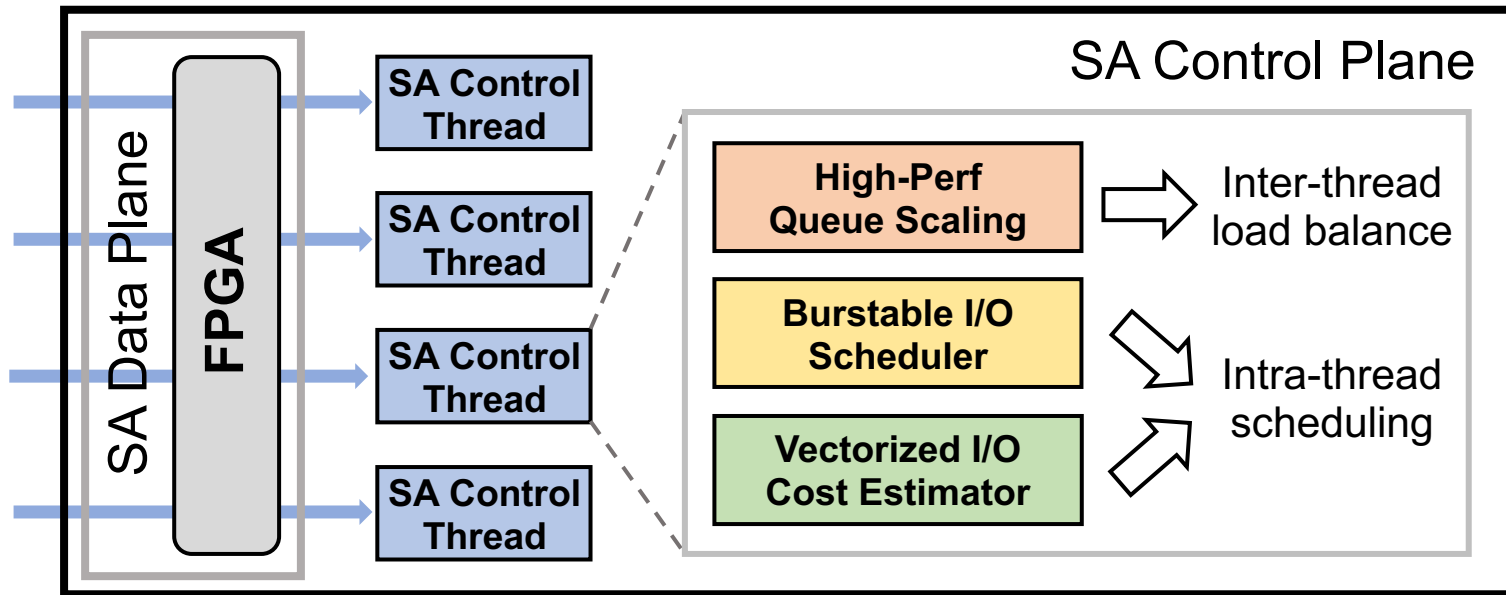 SA Data Plane
FPGA
SA Control
Thread
SA Control
Thread
SA Control
Thread
SA Control
Thread
SA Control Plane
High-Perf
Queue Scaling
Inter-thread
load balance
Burstable I/O
Scheduler
Vectorized I/O
Cost Estimator
Intra-thread
scheduling